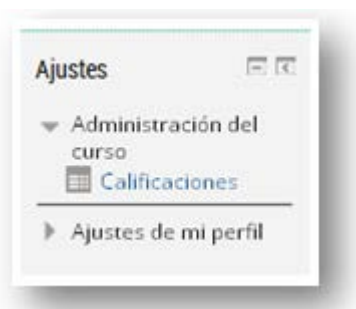 Ajustes
Administración del
curso
Calificaciones
Ajustes de mi perfil